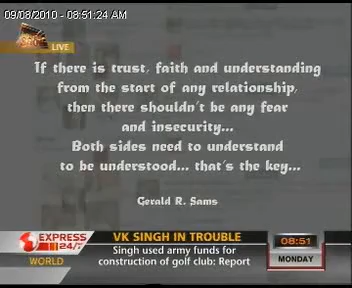 09/08/2010 - 08:51:24 AM
LIVE
If there is trust, faith and understanding
from the start of any relationship,
then there shouldn't be any fear
and insecurity...
Both sides need to understand
to be understood... that's the key...
Gerald R. Sams
EXPRESS
24/7
WORLD
VK SINGH IN TROUBLE
Singh used army funds for
construction of golf club: Report
08:51
MONDAY